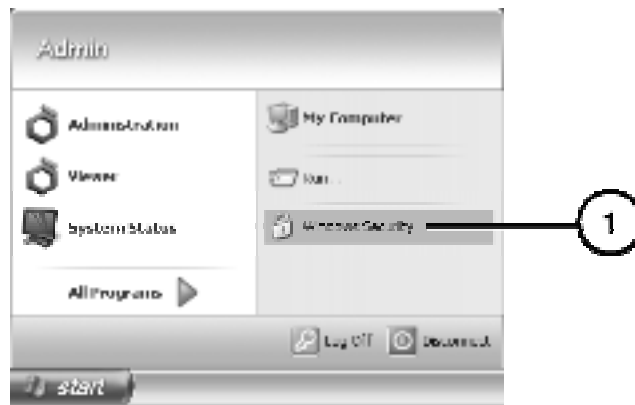 Admin
Administration
Viewer
System Status
All Programs
My Computer
Run...
Windows Security
Log Off
Disconnect
start
1